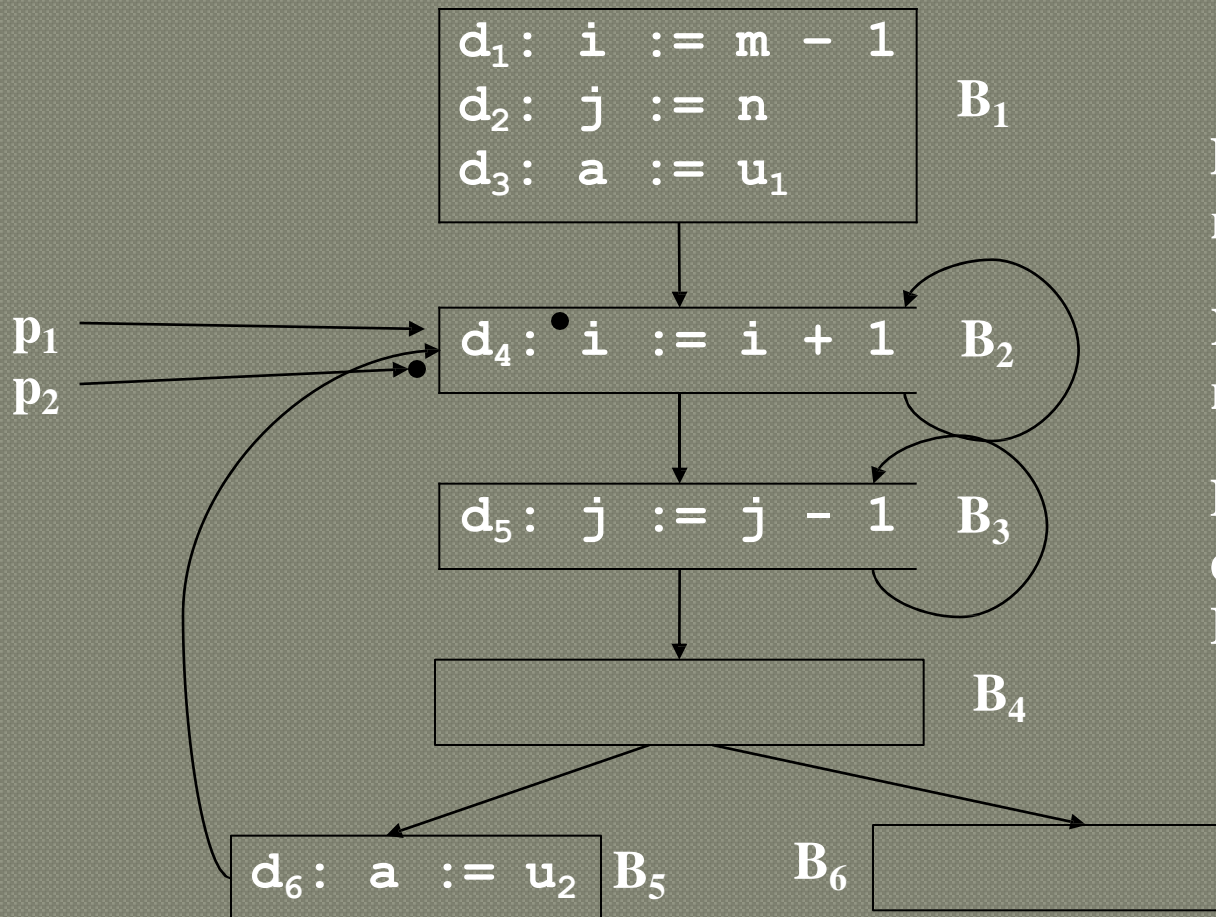 d₁: i := m - 1
d₂: j := n
d₃: a := u₁
B₁
p₁
d₄: i := i + 1
B₂
p₂
d₅: j := j - 1
B₃
B₄
d₆: a := u₂
B₅
B₆